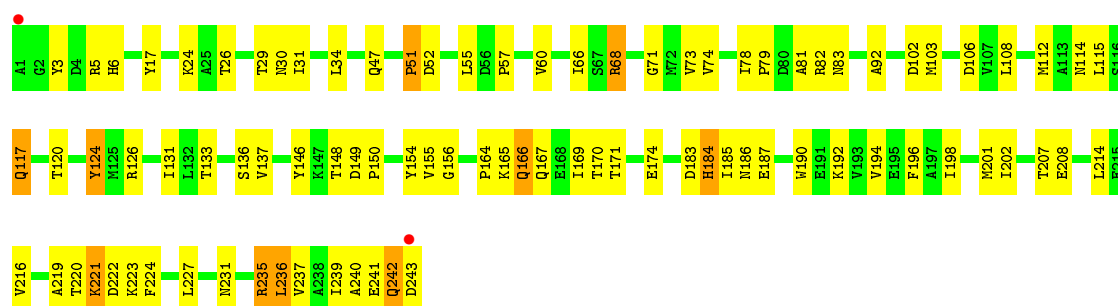 A1 G2 Y3 D4 R5 H6 Y17 K24 A25 T26 T29 N30 I31 L34 Q47 P51 D52 L55 D56 P57 V60 I66 S67 R68 G71 M72 V73 V74 I78 P79 D80 A81 R82 N83 A92 D102 M103 D106 V107 L108 M112 A113 N114 L115 S116
Q117 T120 Y124 M125 R126 I131 L132 T133 S136 V137 Y146 K147 T148 D149 P150 Y154 V155 G156 P164 K165 Q166 Q167 E168 I169 T170 T171 E174 D183 H184 I185 N186 E187 W190 E191 K192 V193 V194 E195 F196 A197 I198 M201 I202 T207 E208 L214 E215
V216 A219 T220 K221 D222 K223 F224 L227 N231 R235 L236 V237 A238 I239 A240 E241 Q242 D243